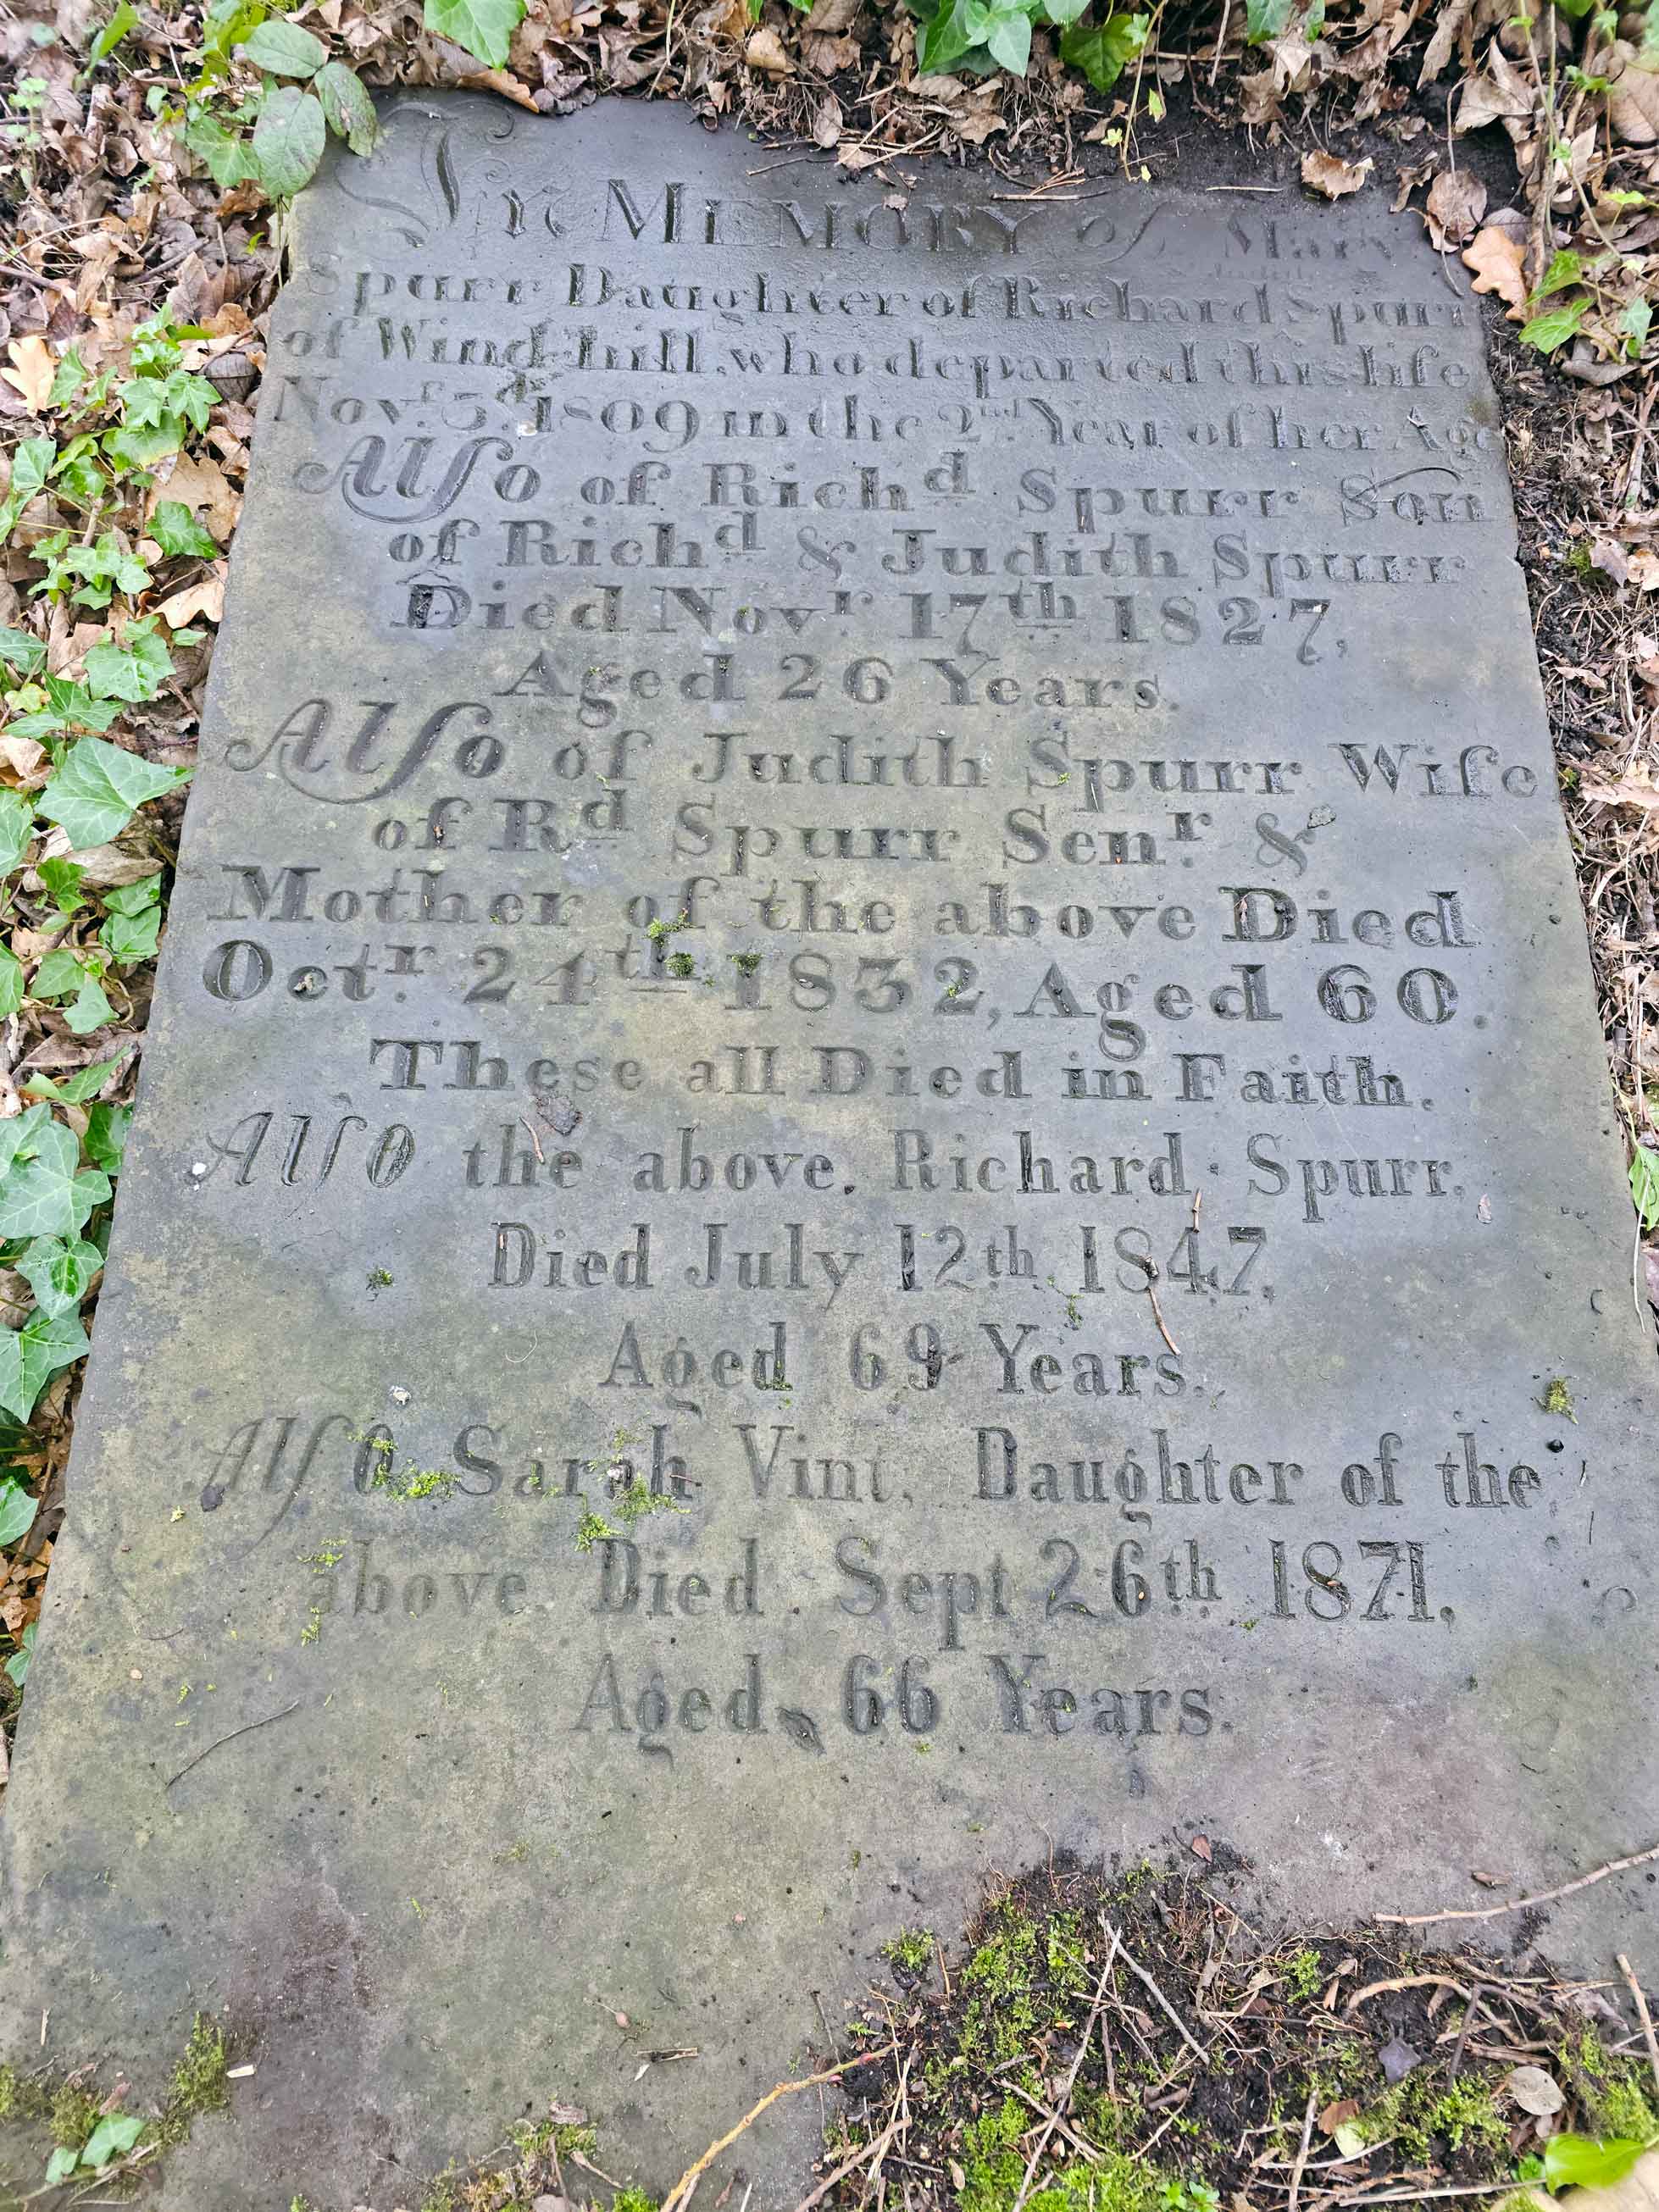 In MEMORY of Mary
Spurr Daughter of Richard Spurr
of Wind-hill, who departed this life
Novr. 5th 1809 in the 2nd Year of her Age
Alſo of Richd Spurr Son
of Richd & Judith Spurr
Died Novr 17th 1827,
Aged 26 Years.
Alſo of Judith Spurr Wife
of Rd Spurr Senr. &
Mother of the above Died
Octr. 24th 1832, Aged 60.
These all Died in Faith.
Alſo the above. Richard Spurr.
Died July 12th 1847,
Aged 69 Years.
Alſo Sarah Vint, Daughter of the
above. Died Sept 26th 1871,
Aged 66 Years.